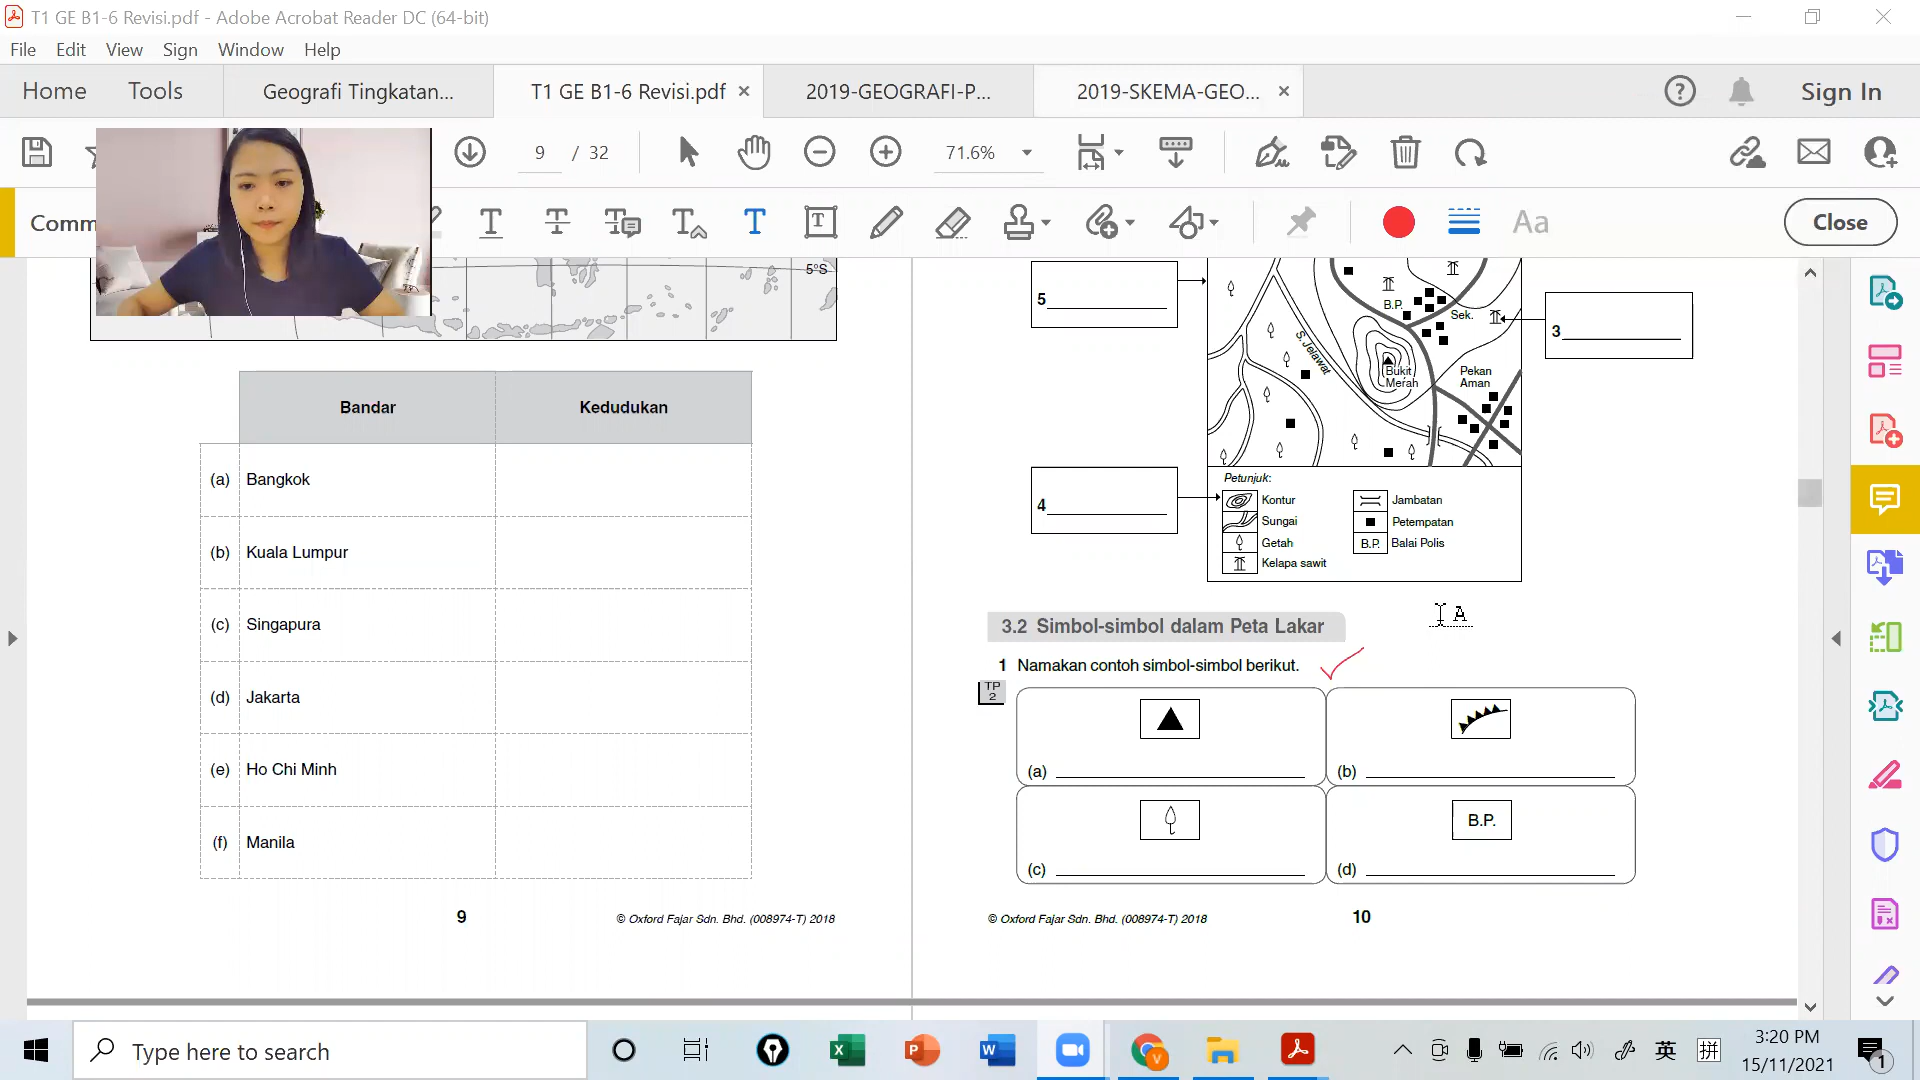 T1 GE B1-6 Revisi.pdf - Adobe Acrobat Reader DC (64-bit)
File Edit View Sign Window Help
Home Tools Geografi Tingkatan... T1 GE B1-6 Revisi.pdf 2019-GEOGRAFI-P... 2019-SKEMA-GEO... Sign In
9 / 32 71.6%
Comm Aa Close
5°S
Bandar Kedudukan
(a) Bangkok
(b) Kuala Lumpur
(c) Singapura
(d) Jakarta
(e) Ho Chi Minh
(f) Manila
9 © Oxford Fajar Sdn. Bhd. (008974-T) 2018
5
B.P.
Sek.
3
S. Jelawat
Bukit
Merah
Pekan
Aman
4
Petunjuk:
Kontur Jambatan
Sungai Petempatan
Getah B.P. Balai Polis
Kelapa sawit
3.2 Simbol-simbol dalam Peta Lakar
1 Namakan contoh simbol-simbol berikut.
TP
2
(a) (b)
B.P.
(c) (d)
© Oxford Fajar Sdn. Bhd. (008974-T) 2018 10
Type here to search
英 拼 3:20 PM
15/11/2021
1